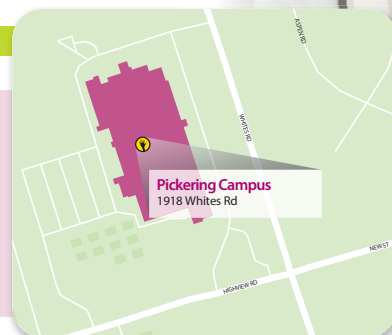 ASPEN RD
WHITES RD
Pickering Campus
1918 Whites Rd
NEW ST
HIGHVIEW RD